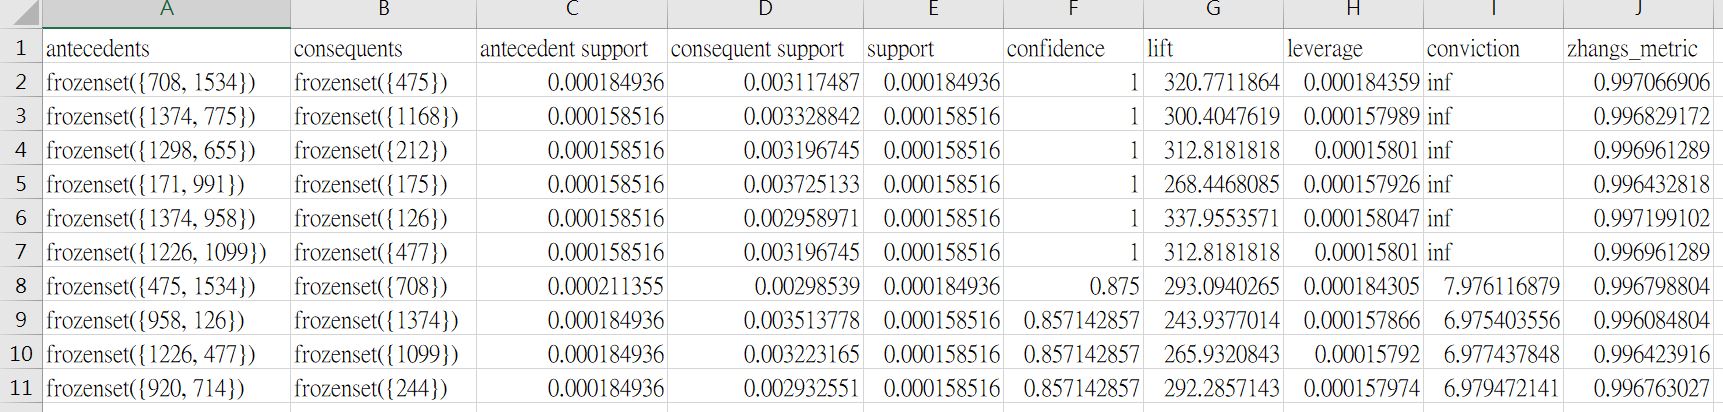 A B C D E F G H I J
1 antecedents consequents antecedent support consequent support support confidence lift leverage conviction zhangs_metric
2 frozenset({708, 1534}) frozenset({475}) 0.000184936 0.003117487 0.000184936 1 320.7711864 0.000184359 inf 0.997066906
3 frozenset({1374, 775}) frozenset({1168}) 0.000158516 0.003328842 0.000158516 1 300.4047619 0.000157989 inf 0.996829172
4 frozenset({1298, 655}) frozenset({212}) 0.000158516 0.003196745 0.000158516 1 312.8181818 0.00015801 inf 0.996961289
5 frozenset({171, 991}) frozenset({175}) 0.000158516 0.003725133 0.000158516 1 268.4468085 0.000157926 inf 0.996432818
6 frozenset({1374, 958}) frozenset({126}) 0.000158516 0.002958971 0.000158516 1 337.9553571 0.000158047 inf 0.997199102
7 frozenset({1226, 1099}) frozenset({477}) 0.000158516 0.003196745 0.000158516 1 312.8181818 0.00015801 inf 0.996961289
8 frozenset({475, 1534}) frozenset({708}) 0.000211355 0.00298539 0.000184936 0.875 293.0940265 0.000184305 7.976116879 0.996798804
9 frozenset({958, 126}) frozenset({1374}) 0.000184936 0.003513778 0.000158516 0.857142857 243.9377014 0.000157866 6.975403556 0.996084804
10 frozenset({1226, 477}) frozenset({1099}) 0.000184936 0.003223165 0.000158516 0.857142857 265.9320843 0.00015792 6.977437848 0.996423916
11 frozenset({920, 714}) frozenset({244}) 0.000184936 0.002932551 0.000158516 0.857142857 292.2857143 0.000157974 6.979472141 0.996763027